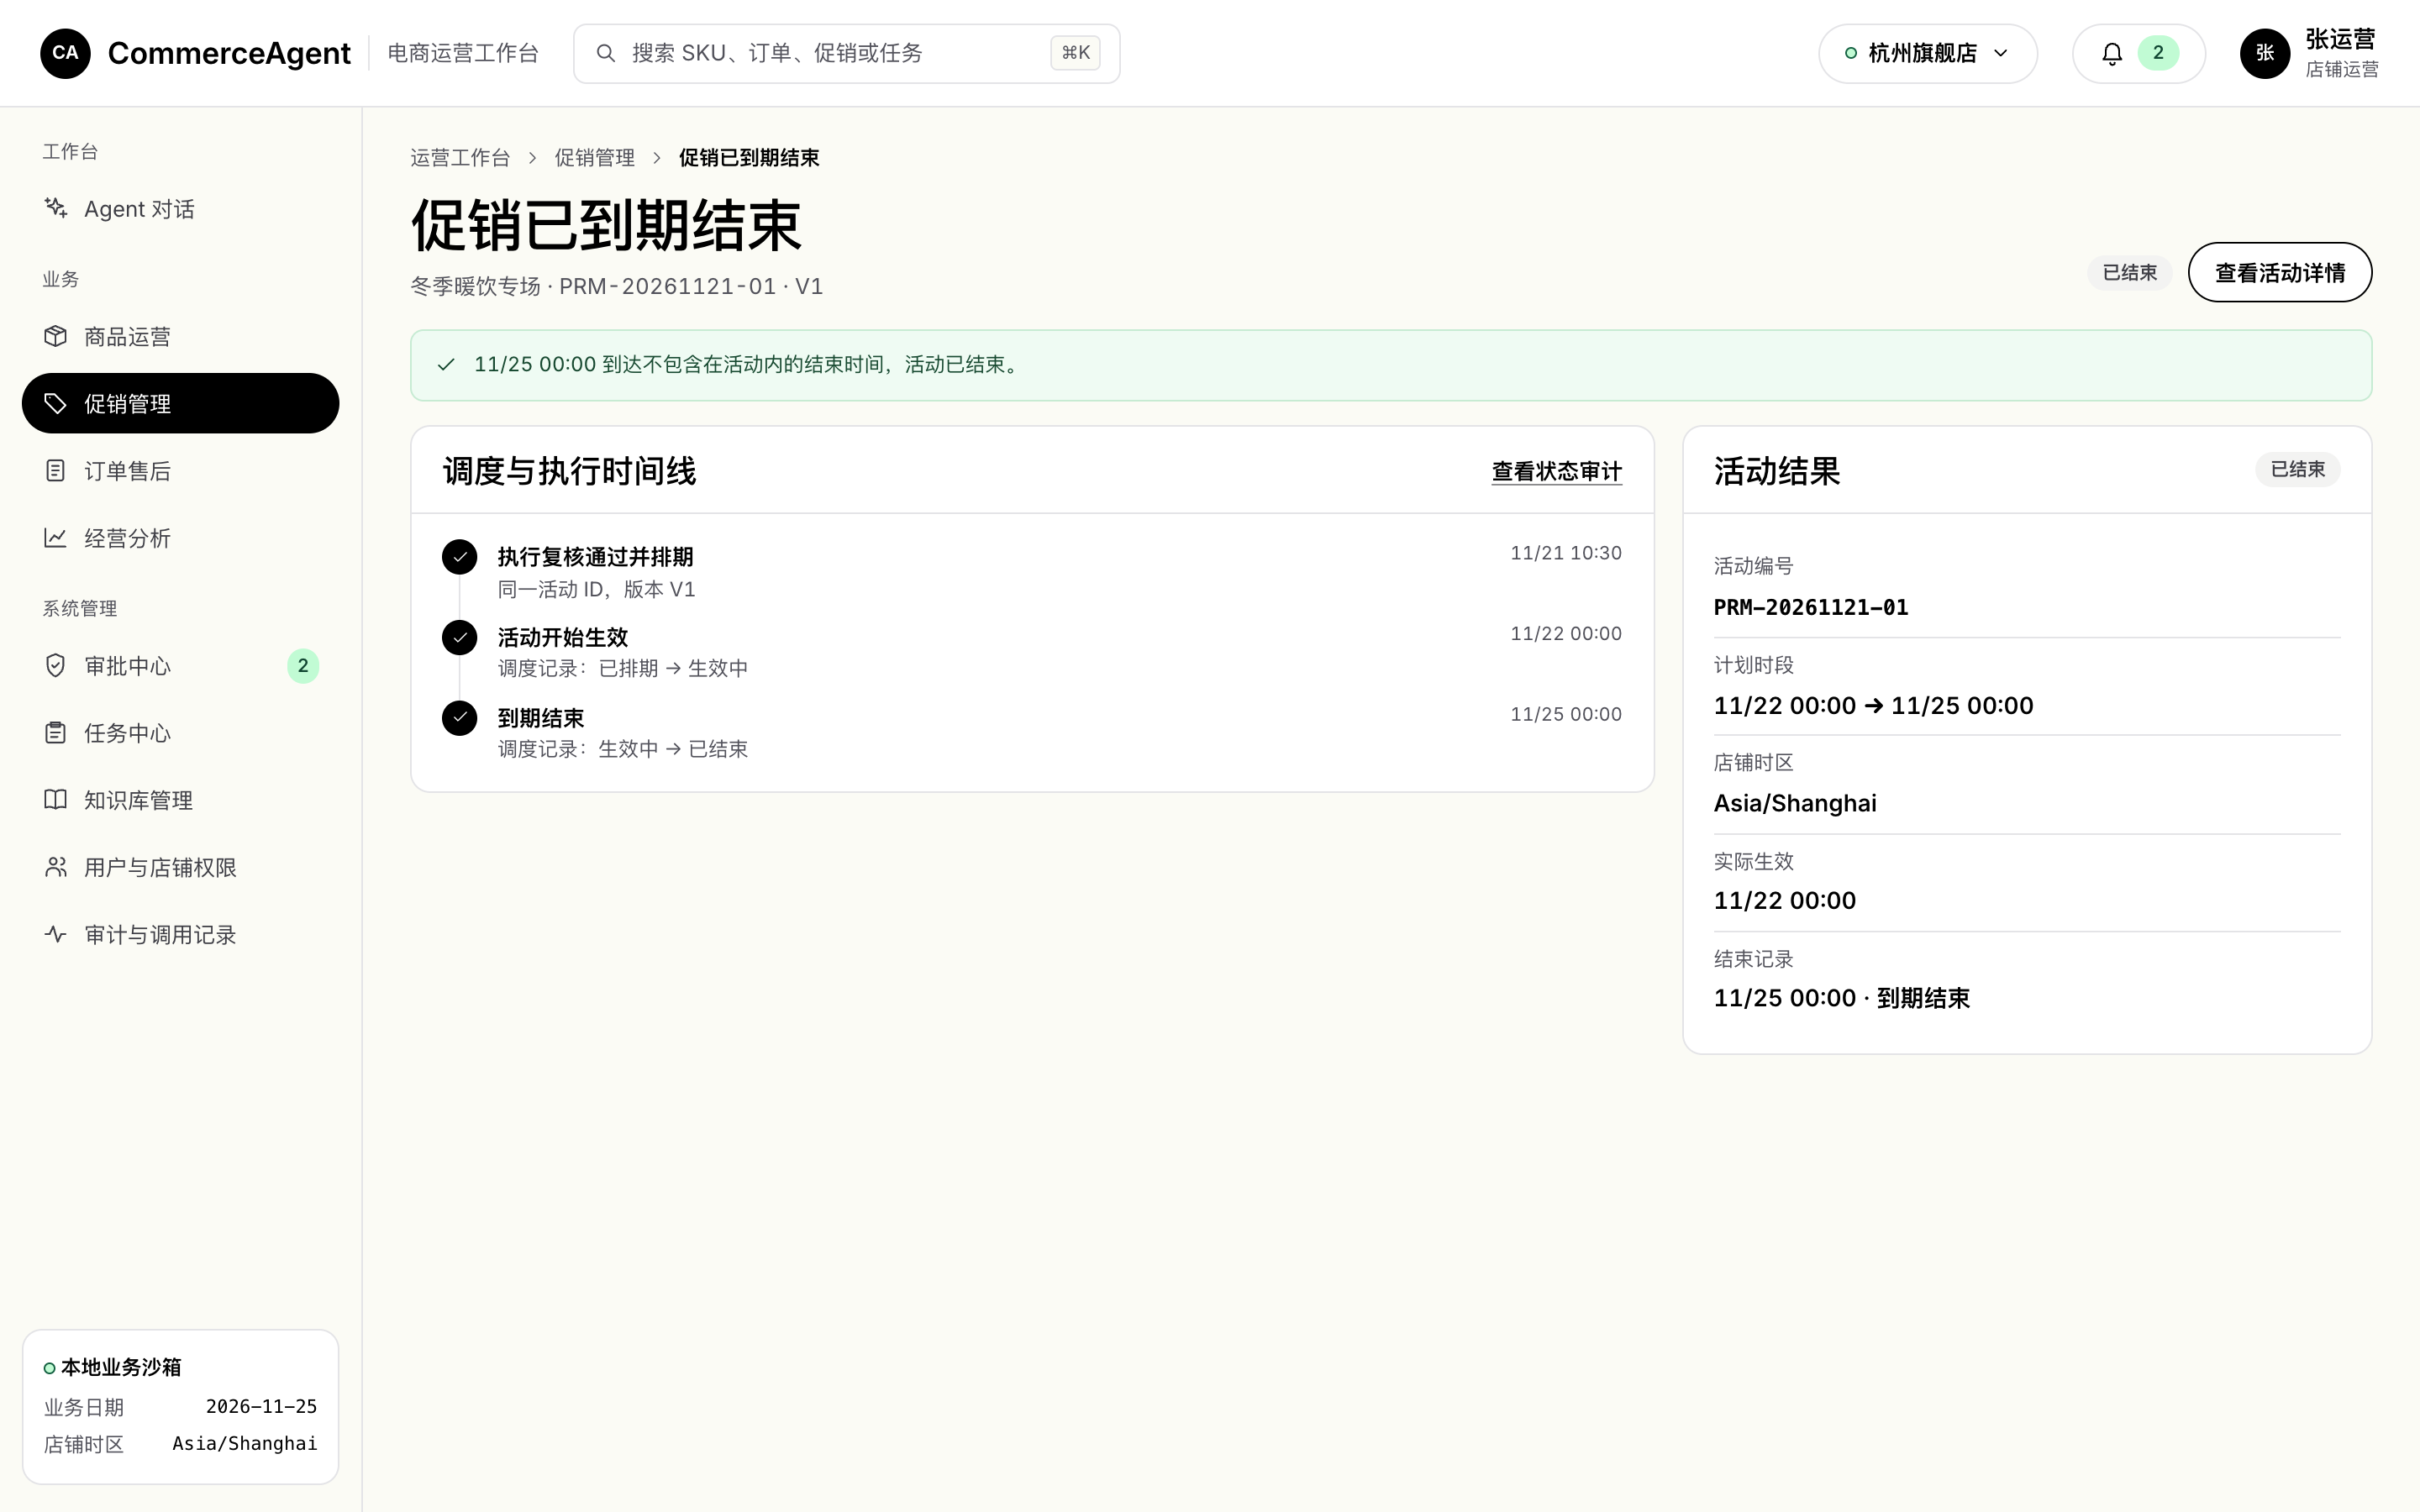 CA CommerceAgent 电商运营工作台 搜索 SKU、订单、促销或任务 ⌘K 杭州旗舰店 2 张 张运营
店铺运营
工作台
Agent 对话
业务
商品运营
促销管理
订单售后
经营分析
系统管理
审批中心 2
任务中心
知识库管理
用户与店铺权限
审计与调用记录
本地业务沙箱
业务日期 2026-11-25
店铺时区 Asia/Shanghai
运营工作台 > 促销管理 > 促销已到期结束
促销已到期结束
冬季暖饮专场 · PRM-20261121-01 · V1
已结束 查看活动详情
11/25 00:00 到达不包含在活动内的结束时间，活动已结束。
调度与执行时间线 查看状态审计
执行复核通过并排期 11/21 10:30
同一活动 ID，版本 V1
活动开始生效 11/22 00:00
调度记录：已排期 → 生效中
到期结束 11/25 00:00
调度记录：生效中 → 已结束
活动结果 已结束
活动编号
PRM-20261121-01
计划时段
11/22 00:00 → 11/25 00:00
店铺时区
Asia/Shanghai
实际生效
11/22 00:00
结束记录
11/25 00:00 · 到期结束